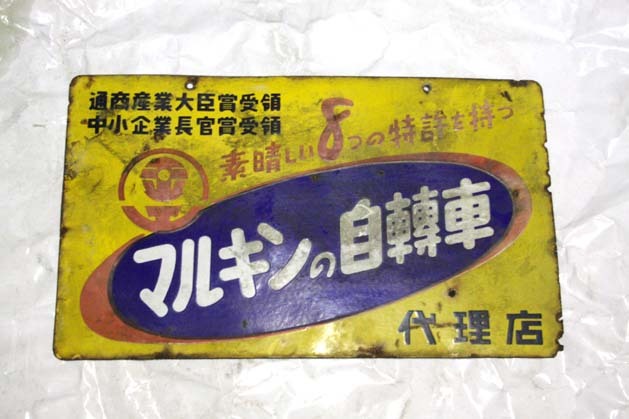 通商産業大臣賞受領
中小企業長官賞受領
素晴しい8つの特許を持つ
マルキンの自轉車
代理店